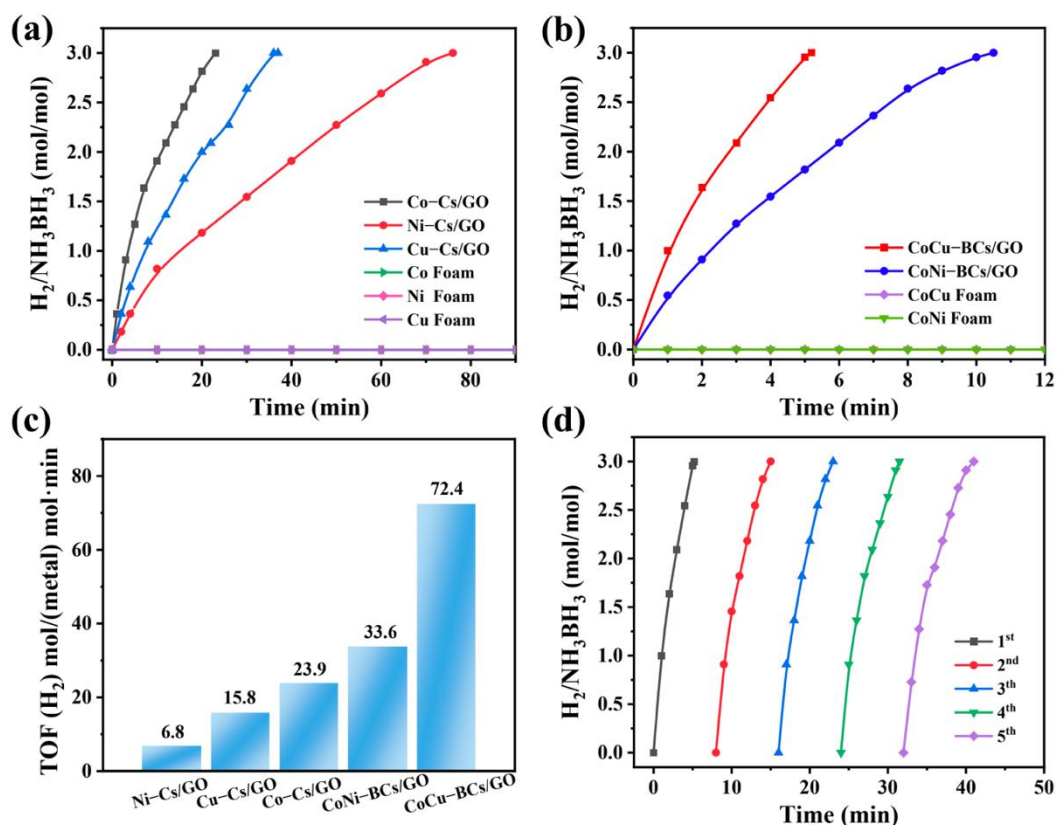 (a)
H₂/NH₃BH₃ (mol/mol)
3.0
2.5
2.0
1.5
1.0
0.5
0.0
Co−Cs/GO
Ni−Cs/GO
Cu−Cs/GO
Co Foam
Ni Foam
Cu Foam
0 20 40 60 80
Time (min)
(b)
H₂/NH₃BH₃ (mol/mol)
3.0
2.5
2.0
1.5
1.0
0.5
0.0
CoCu−BCs/GO
CoNi−BCs/GO
CoCu Foam
CoNi Foam
0 2 4 6 8 10 12
Time (min)
(c)
TOF (H₂) mol/(metal) mol·min
80
60
40
20
0
6.8
15.8
23.9
33.6
72.4
Ni−Cs/GO
Cu−Cs/GO
Co−Cs/GO
CoNi−BCs/GO
CoCu−BCs/GO
(d)
H₂/NH₃BH₃ (mol/mol)
3.0
2.5
2.0
1.5
1.0
0.5
0.0
1ˢᵗ
2ⁿᵈ
3ᵗʰ
4ᵗʰ
5ᵗʰ
0 10 20 30 40 50
Time (min)